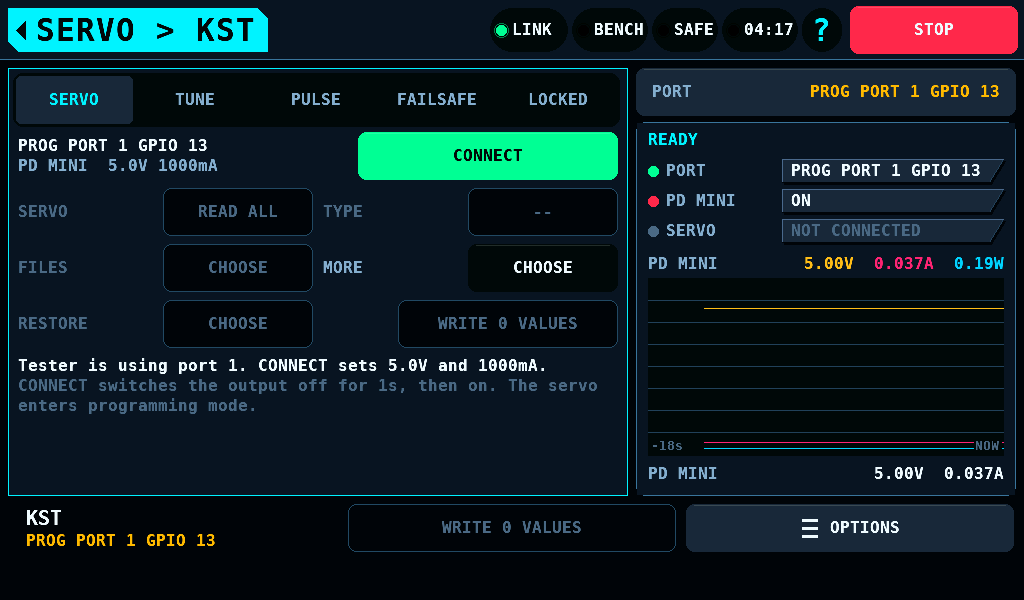 SERVO > KST
LINK
BENCH
SAFE
04:17
?
STOP
SERVO
TUNE
PULSE
FAILSAFE
LOCKED
PROG PORT 1 GPIO 13
PD MINI 5.0V 1000mA
CONNECT
SERVO
READ ALL
TYPE
--
FILES
CHOOSE
MORE
CHOOSE
RESTORE
CHOOSE
WRITE 0 VALUES
Tester is using port 1. CONNECT sets 5.0V and 1000mA.
CONNECT switches the output off for 1s, then on. The servo
enters programming mode.
PORT
PROG PORT 1 GPIO 13
READY
PORT
PROG PORT 1 GPIO 13
PD MINI
ON
SERVO
NOT CONNECTED
PD MINI 5.00V 0.037A 0.19W
-18s
NOW
PD MINI 5.00V 0.037A
KST
PROG PORT 1 GPIO 13
WRITE 0 VALUES
OPTIONS